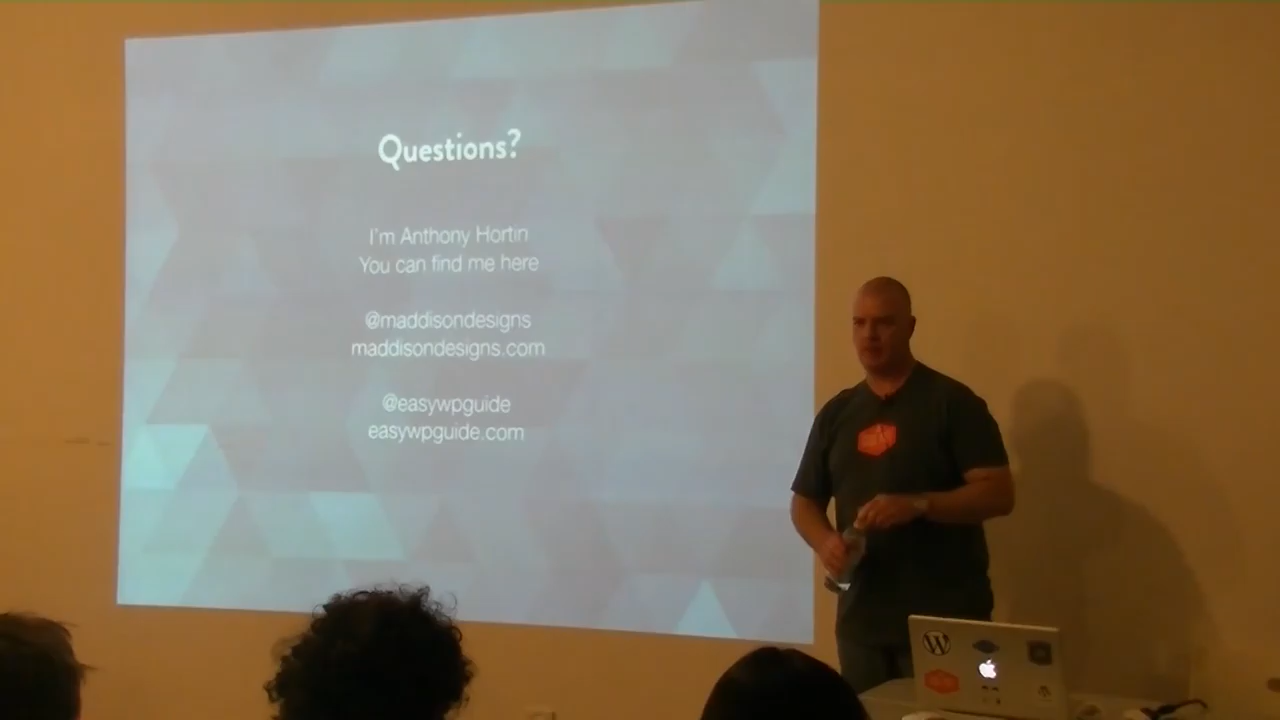 Questions?
I'm Anthony Hortin
You can find me here
@maddisondesigns
maddisondesigns.com
@easywpguide
easywpguide.com